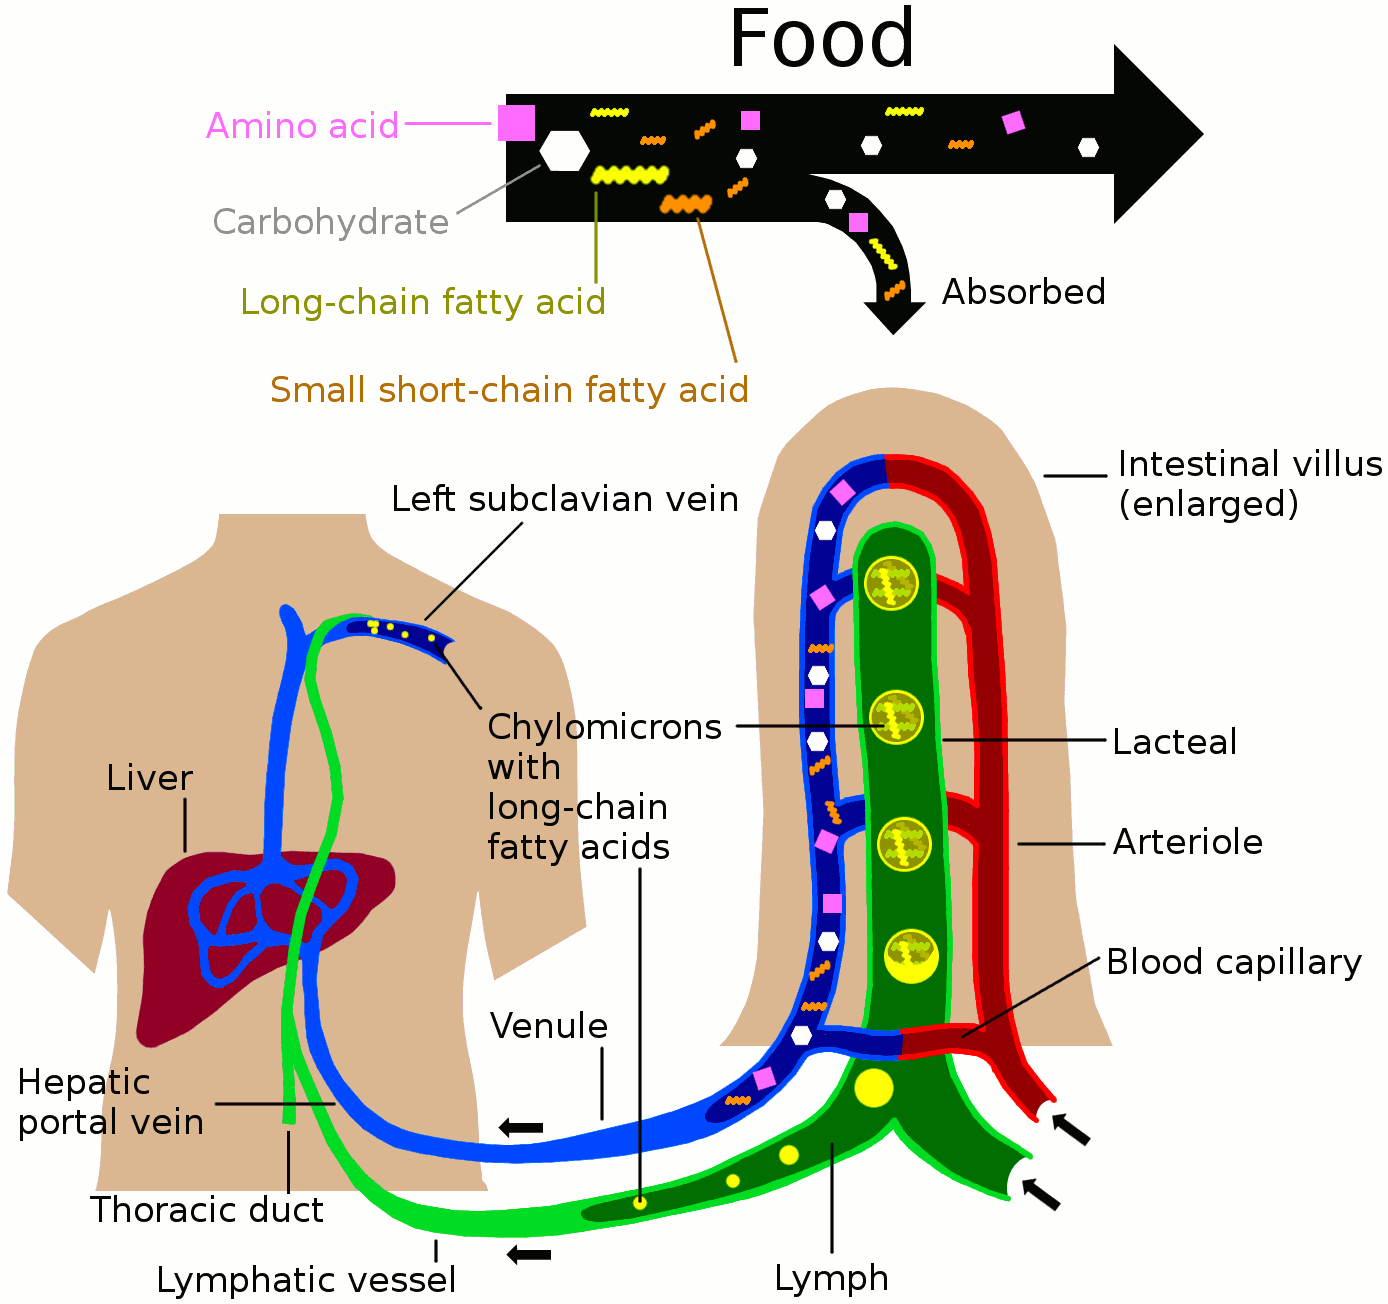 Food
Amino acid
Carbohydrate
Long-chain fatty acid
Absorbed
Small short-chain fatty acid
Intestinal villus
(enlarged)
Left subclavian vein
Chylomicrons
with
long-chain
fatty acids
Lacteal
Liver
Arteriole
Blood capillary
Venule
Hepatic
portal vein
Thoracic duct
Lymphatic vessel
Lymph